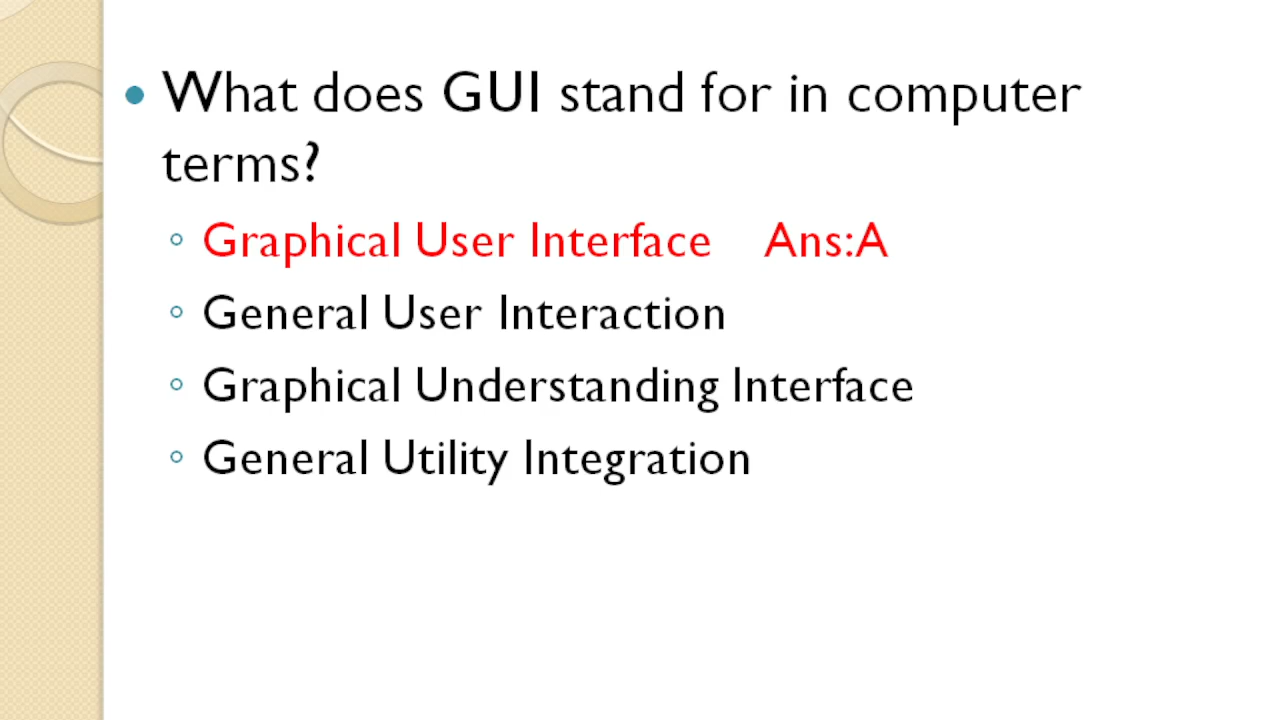 What does GUI stand for in computer
terms?
Graphical User Interface Ans:A
General User Interaction
Graphical Understanding Interface
General Utility Integration